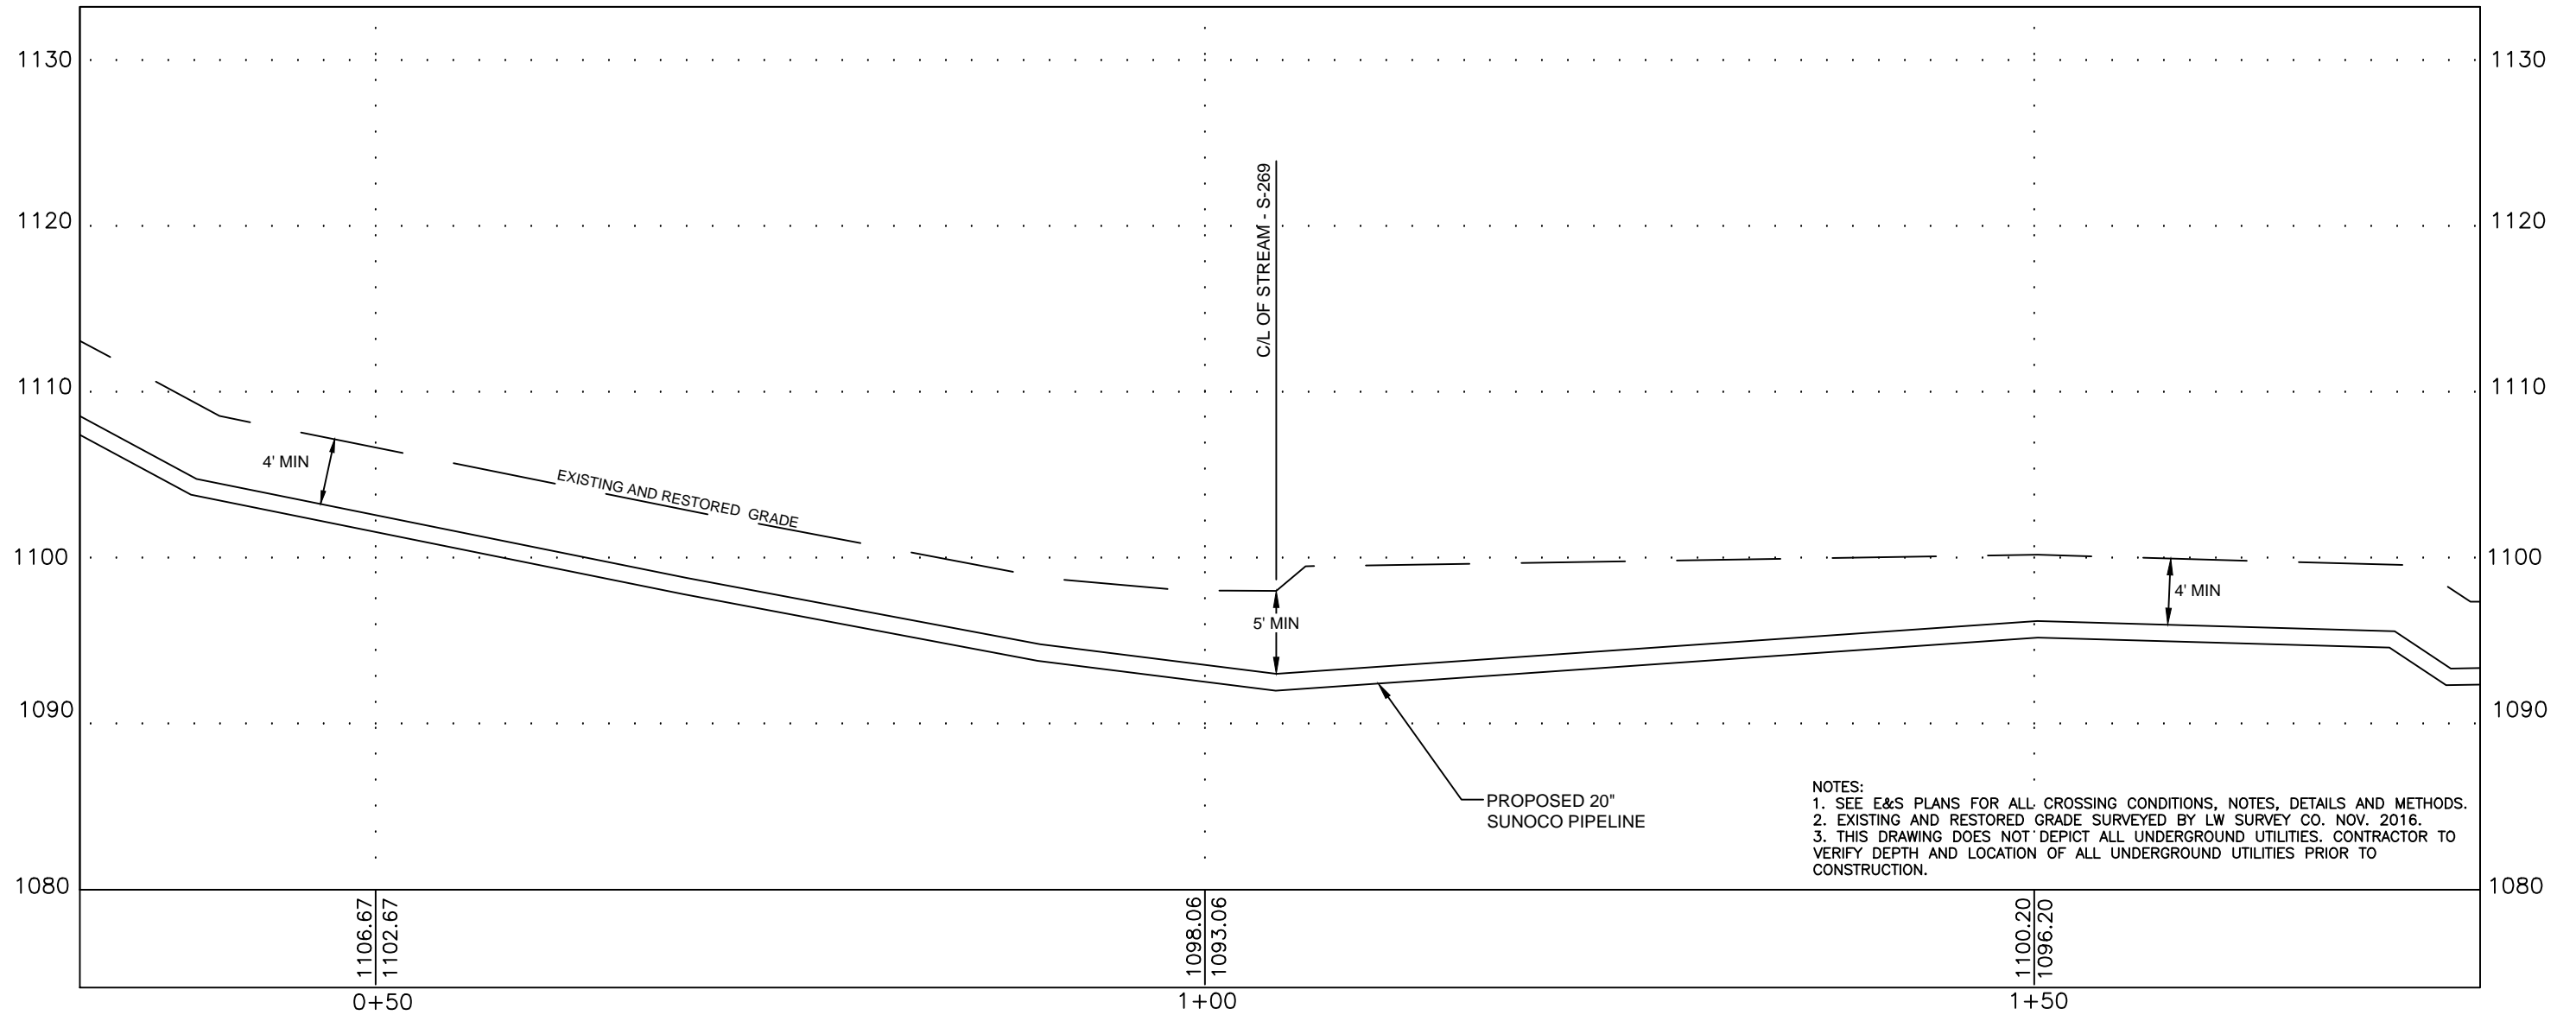 1130
1130
1120
1120
C/L OF STREAM - S-269
1110
1110
4' MIN
EXISTING AND RESTORED GRADE
1100
1100
4' MIN
5' MIN
1090
1090
PROPOSED 20"
SUNOCO PIPELINE
NOTES:
1. SEE E&S PLANS FOR ALL CROSSING CONDITIONS, NOTES, DETAILS AND METHODS.
2. EXISTING AND RESTORED GRADE SURVEYED BY LW SURVEY CO. NOV. 2016.
3. THIS DRAWING DOES NOT DEPICT ALL UNDERGROUND UTILITIES. CONTRACTOR TO
VERIFY DEPTH AND LOCATION OF ALL UNDERGROUND UTILITIES PRIOR TO
CONSTRUCTION.
1080
1080
1106.67
1102.67
1098.06
1093.06
1100.20
1096.20
0+50
1+00
1+50